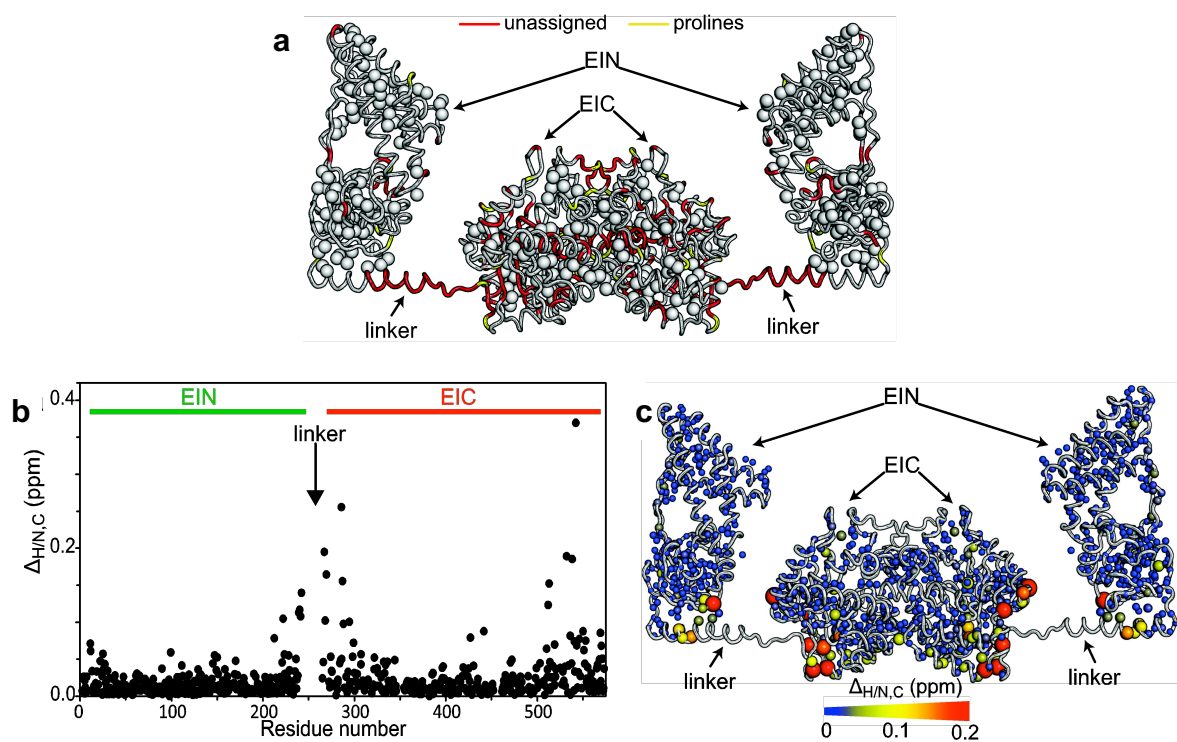 a
unassigned prolines
EIN
EIC
linker
linker
b
EIN EIC
linker
0.4
0.2
0.0
ΔH/N,C (ppm)
0 100 200 300 400 500
Residue number
c
EIN
EIC
linker
linker
ΔH/N,C (ppm)
0 0.1 0.2